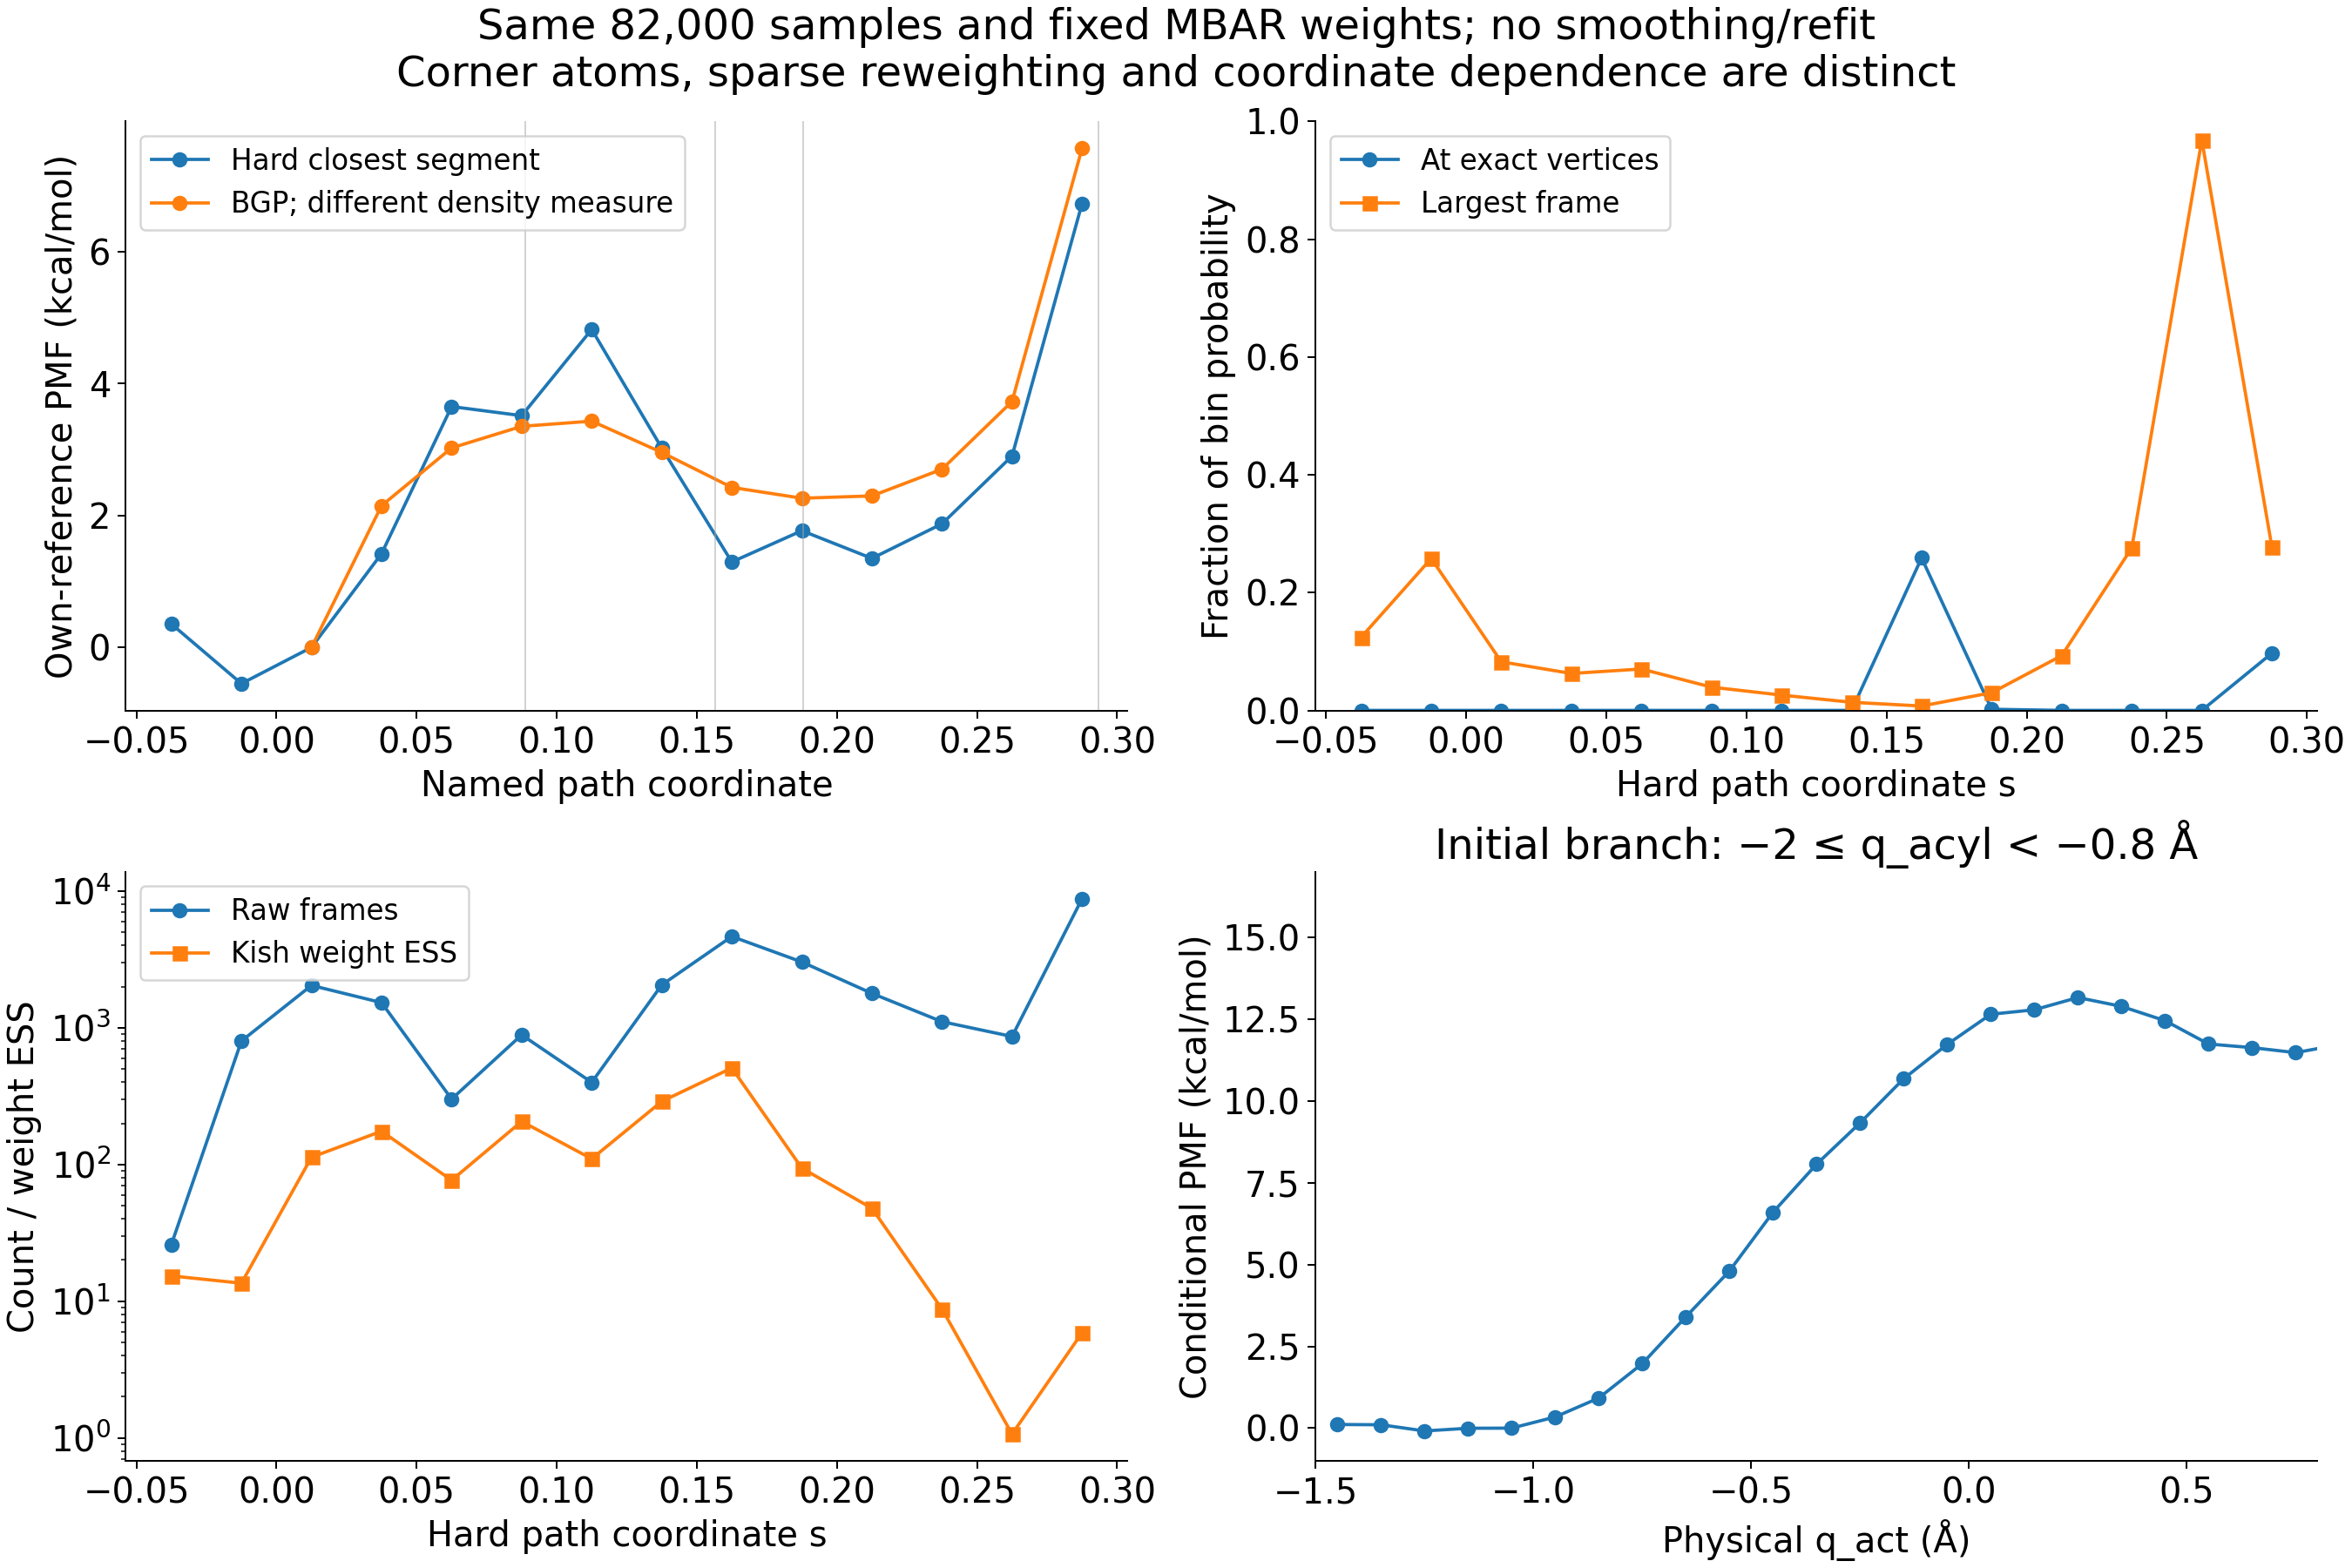 Same 82,000 samples and fixed MBAR weights; no smoothing/refit
Corner atoms, sparse reweighting and coordinate dependence are distinct
Hard closest segment
BGP; different density measure
Own-reference PMF (kcal/mol)
6
4
2
0
−0.05 0.00 0.05 0.10 0.15 0.20 0.25 0.30
Named path coordinate
At exact vertices
Largest frame
Fraction of bin probability
1.0
0.8
0.6
0.4
0.2
0.0
−0.05 0.00 0.05 0.10 0.15 0.20 0.25 0.30
Hard path coordinate s
Raw frames
Kish weight ESS
Count / weight ESS
10⁴
10³
10²
10¹
10⁰
−0.05 0.00 0.05 0.10 0.15 0.20 0.25 0.30
Hard path coordinate s
Initial branch: −2 ≤ q_acyl < −0.8 Å
Conditional PMF (kcal/mol)
15.0
12.5
10.0
7.5
5.0
2.5
0.0
−1.5 −1.0 −0.5 0.0 0.5
Physical q_act (Å)